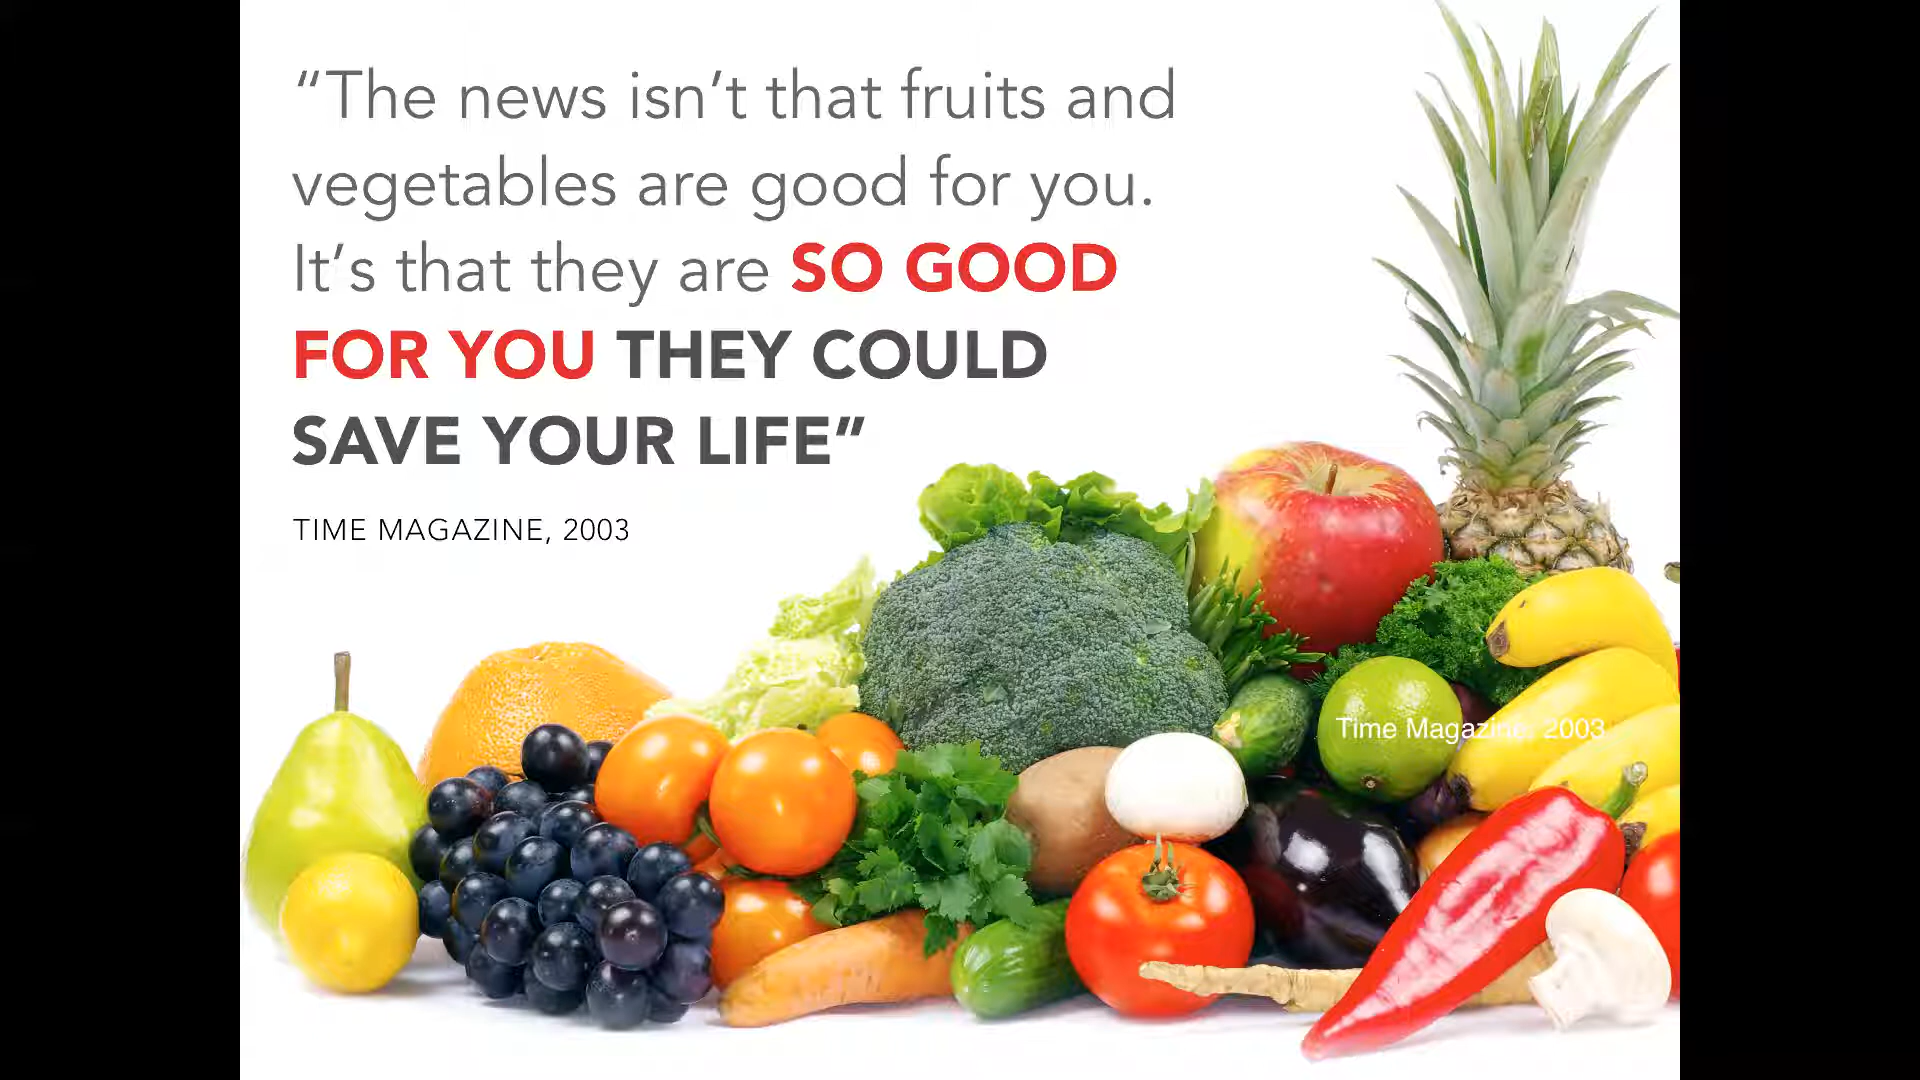 “The news isn’t that fruits and
vegetables are good for you.
It’s that they are SO GOOD
FOR YOU THEY COULD
SAVE YOUR LIFE”
TIME MAGAZINE, 2003
Time Magazine, 2003